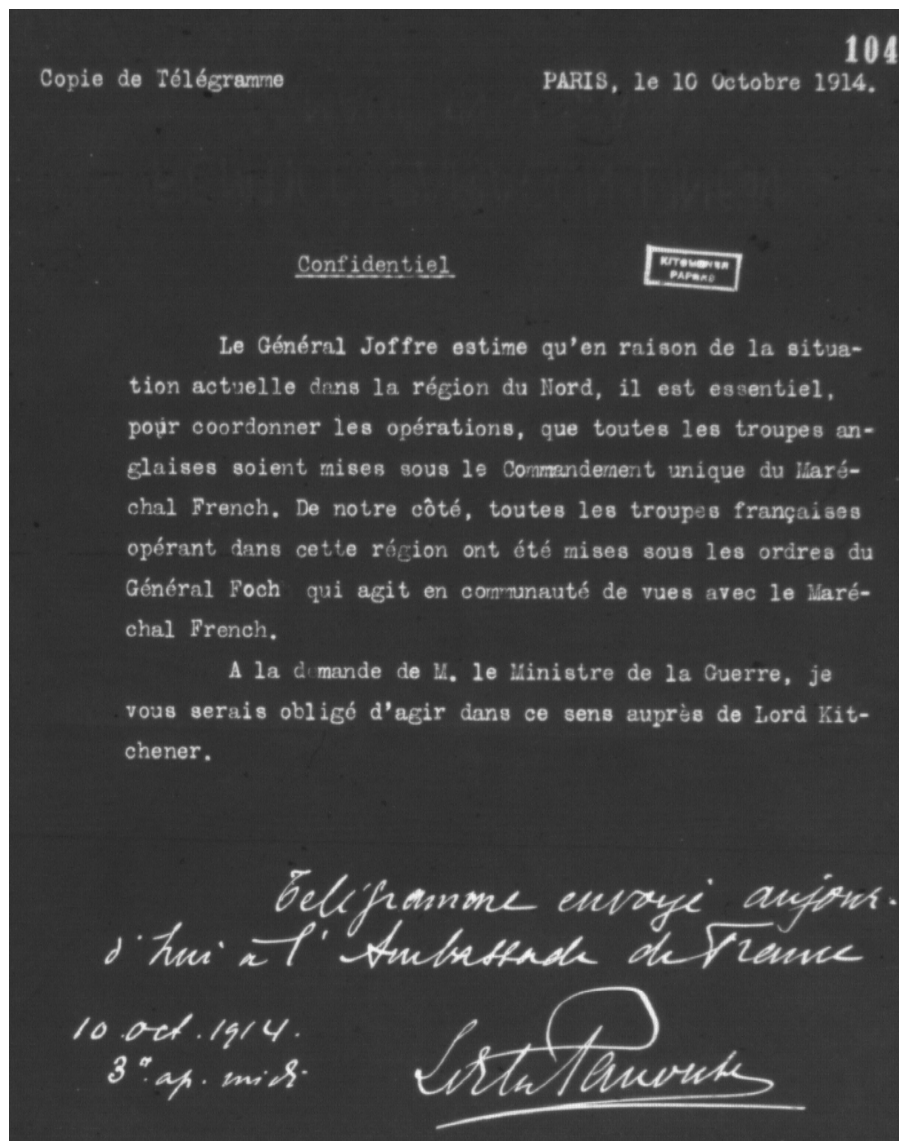 104
Copie de Télégramme PARIS, le 10 Octobre 1914.
Confidentiel
KITCHENER
PAPERS
Le Général Joffre estime qu'en raison de la situa-
tion actuelle dans la région du Nord, il est essentiel,
pour coordonner les opérations, que toutes les troupes an-
glaises soient mises sous le Commandement unique du Maré-
chal French. De notre côté, toutes les troupes françaises
opérant dans cette région ont été mises sous les ordres du
Général Foch qui agit en communauté de vues avec le Maré-
chal French.
A la demande de M. le Ministre de la Guerre, je
vous serais obligé d'agir dans ce sens auprès de Lord Kit-
chener.
Télégramme envoyé aujour-
d'hui à l'Ambassade de France
10 oct. 1914.
3h ap. midi